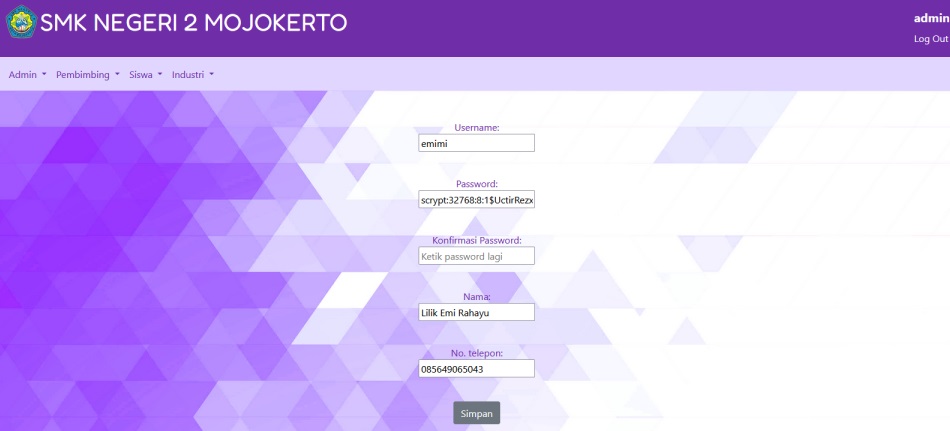 SMK NEGERI 2 MOJOKERTO
admin
Log Out
Admin Pembimbing Siswa Industri
Username:
emimi
Password:
scrypt:32768:8:1$UctirRezx
Konfirmasi Password:
Ketik password lagi
Nama:
Lilik Emi Rahayu
No. telepon:
085649065043
Simpan